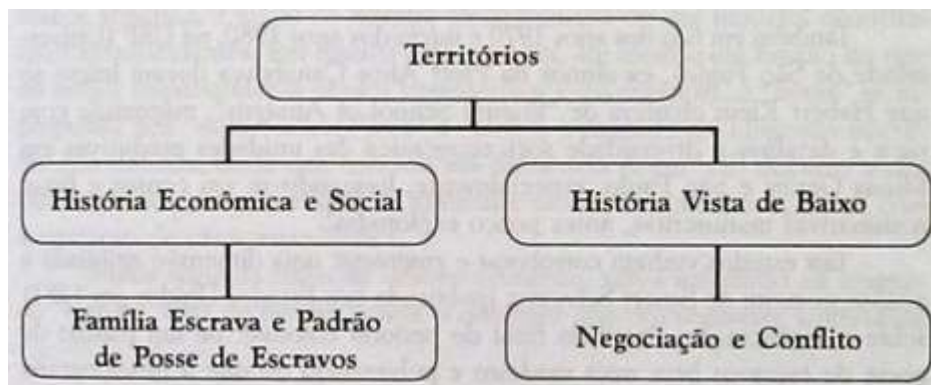 Territórios
História Econômica e Social
História Vista de Baixo
Família Escrava e Padrão
de Posse de Escravos
Negociação e Conflito